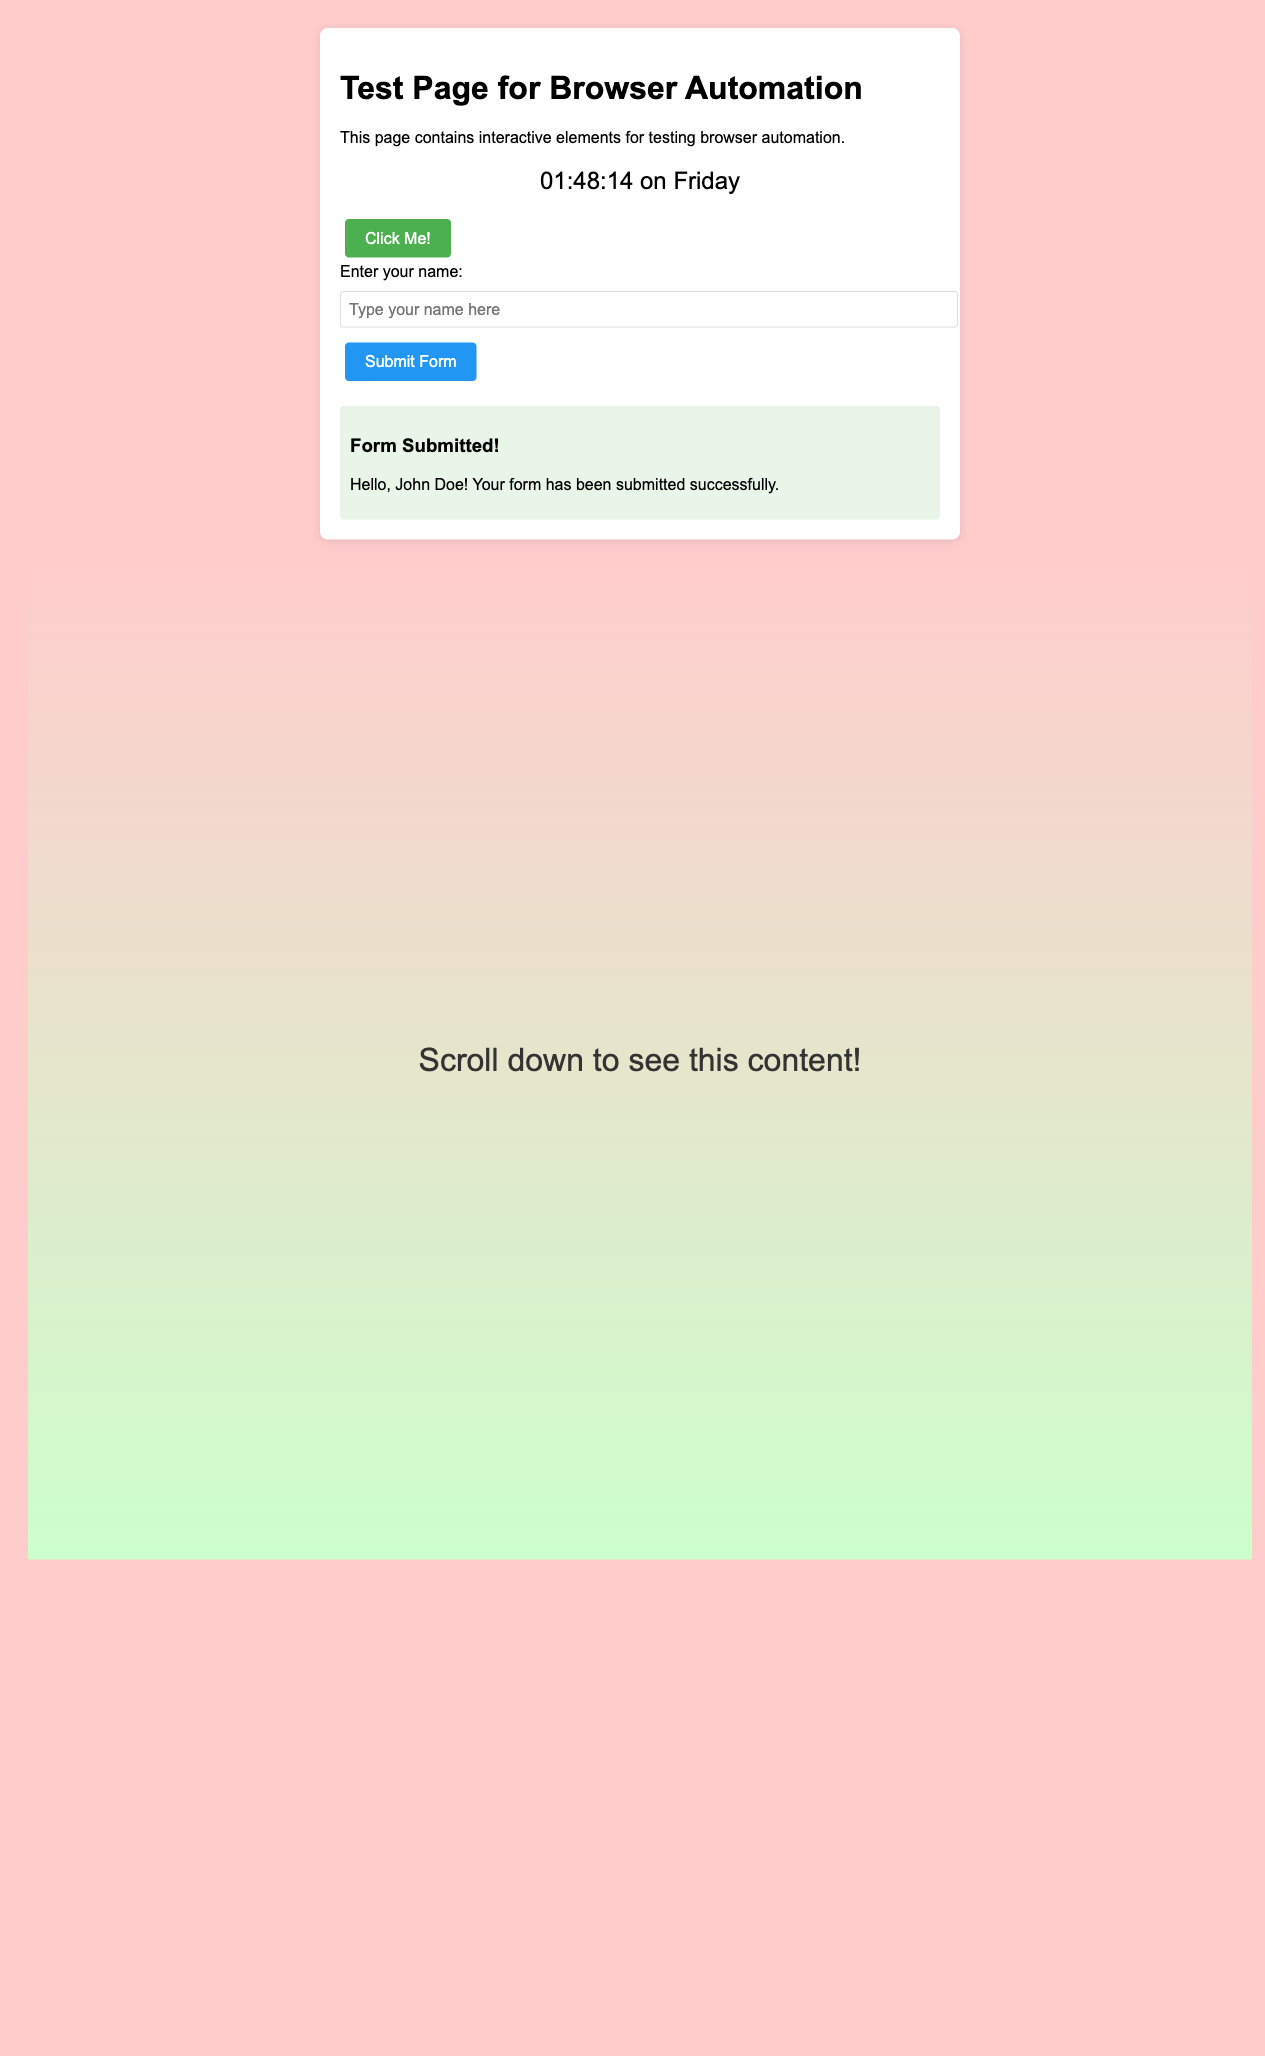 Test Page for Browser Automation
This page contains interactive elements for testing browser automation.
01:48:14 on Friday
Click Me!
Enter your name:
Type your name here
Submit Form
Form Submitted!
Hello, John Doe! Your form has been submitted successfully.
Scroll down to see this content!